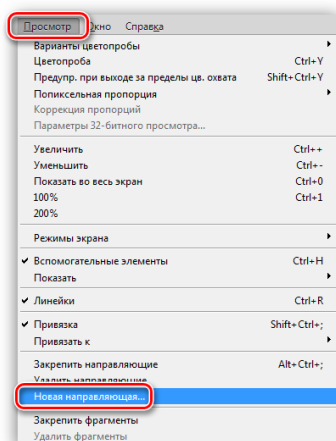 Просмотр Окно Справка
Варианты цветопробы
Цветопроба Ctrl+Y
Предупр. при выходе за пределы цв. охвата Shift+Ctrl+Y
Попиксельная пропорция
Коррекция пропорций
Параметры 32-битного просмотра...
Увеличить Ctrl++
Уменьшить Ctrl+-
Показать во весь экран Ctrl+0
100% Ctrl+1
200%
Режимы экрана
Вспомогательные элементы Ctrl+H
Показать
Линейки Ctrl+R
Привязка Shift+Ctrl+;
Привязать к
Закрепить направляющие Alt+Ctrl+;
Удалить направляющие
Новая направляющая...
Закрепить фрагменты
Удалить фрагменты